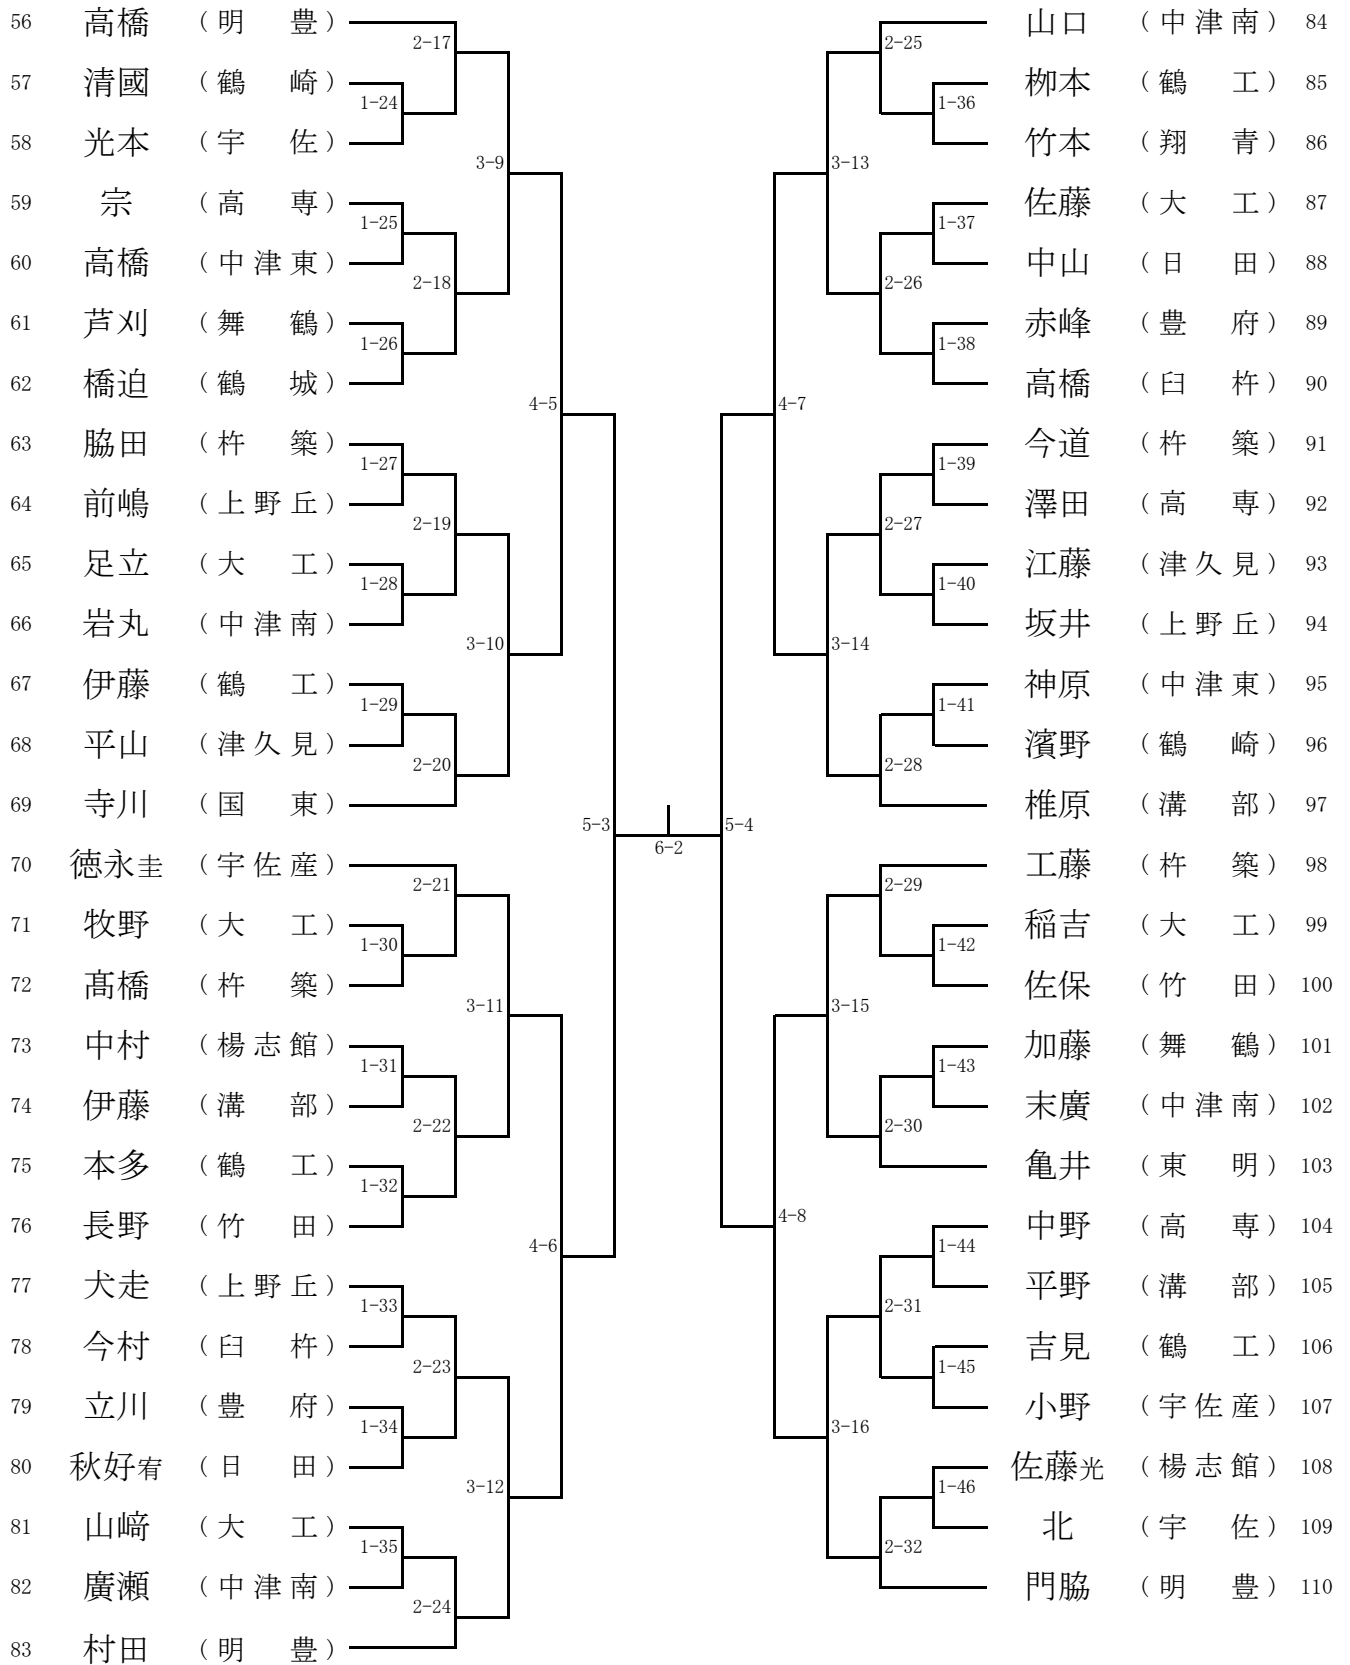 56 高橋 （明　豊）
2-17
57 清國 （鶴　崎）
1-24
58 光本 （宇　佐）
3-9
59 宗 （高　専）
1-25
60 高橋 （中津東）
2-18
61 芦刈 （舞　鶴）
1-26
62 橋迫 （鶴　城）
4-5
63 脇田 （杵　築）
1-27
64 前嶋 （上野丘）
2-19
65 足立 （大　工）
1-28
66 岩丸 （中津南）
3-10
67 伊藤 （鶴　工）
1-29
68 平山 （津久見）
2-20
69 寺川 （国　東）
5-3
70 徳永圭 （宇佐産）
2-21
71 牧野 （大　工）
1-30
72 髙橋 （杵　築）
3-11
73 中村 （楊志館）
1-31
74 伊藤 （溝　部）
2-22
75 本多 （鶴　工）
1-32
76 長野 （竹　田）
4-6
77 犬走 （上野丘）
1-33
78 今村 （臼　杵）
2-23
79 立川 （豊　府）
1-34
80 秋好宥 （日　田）
3-12
81 山﨑 （大　工）
1-35
82 廣瀬 （中津南）
2-24
83 村田 （明　豊）
6-2
山口 （中津南） 84
2-25
栁本 （鶴　工） 85
1-36
竹本 （翔　青） 86
3-13
佐藤 （大　工） 87
1-37
中山 （日　田） 88
2-26
赤峰 （豊　府） 89
1-38
高橋 （臼　杵） 90
4-7
今道 （杵　築） 91
1-39
澤田 （高　専） 92
2-27
江藤 （津久見） 93
1-40
坂井 （上野丘） 94
3-14
神原 （中津東） 95
1-41
濱野 （鶴　崎） 96
2-28
椎原 （溝　部） 97
5-4
工藤 （杵　築） 98
2-29
稲吉 （大　工） 99
1-42
佐保 （竹　田） 100
3-15
加藤 （舞　鶴） 101
1-43
末廣 （中津南） 102
2-30
亀井 （東　明） 103
4-8
中野 （高　専） 104
1-44
平野 （溝　部） 105
2-31
吉見 （鶴　工） 106
1-45
小野 （宇佐産） 107
3-16
佐藤光 （楊志館） 108
1-46
北 （宇　佐） 109
2-32
門脇 （明　豊） 110